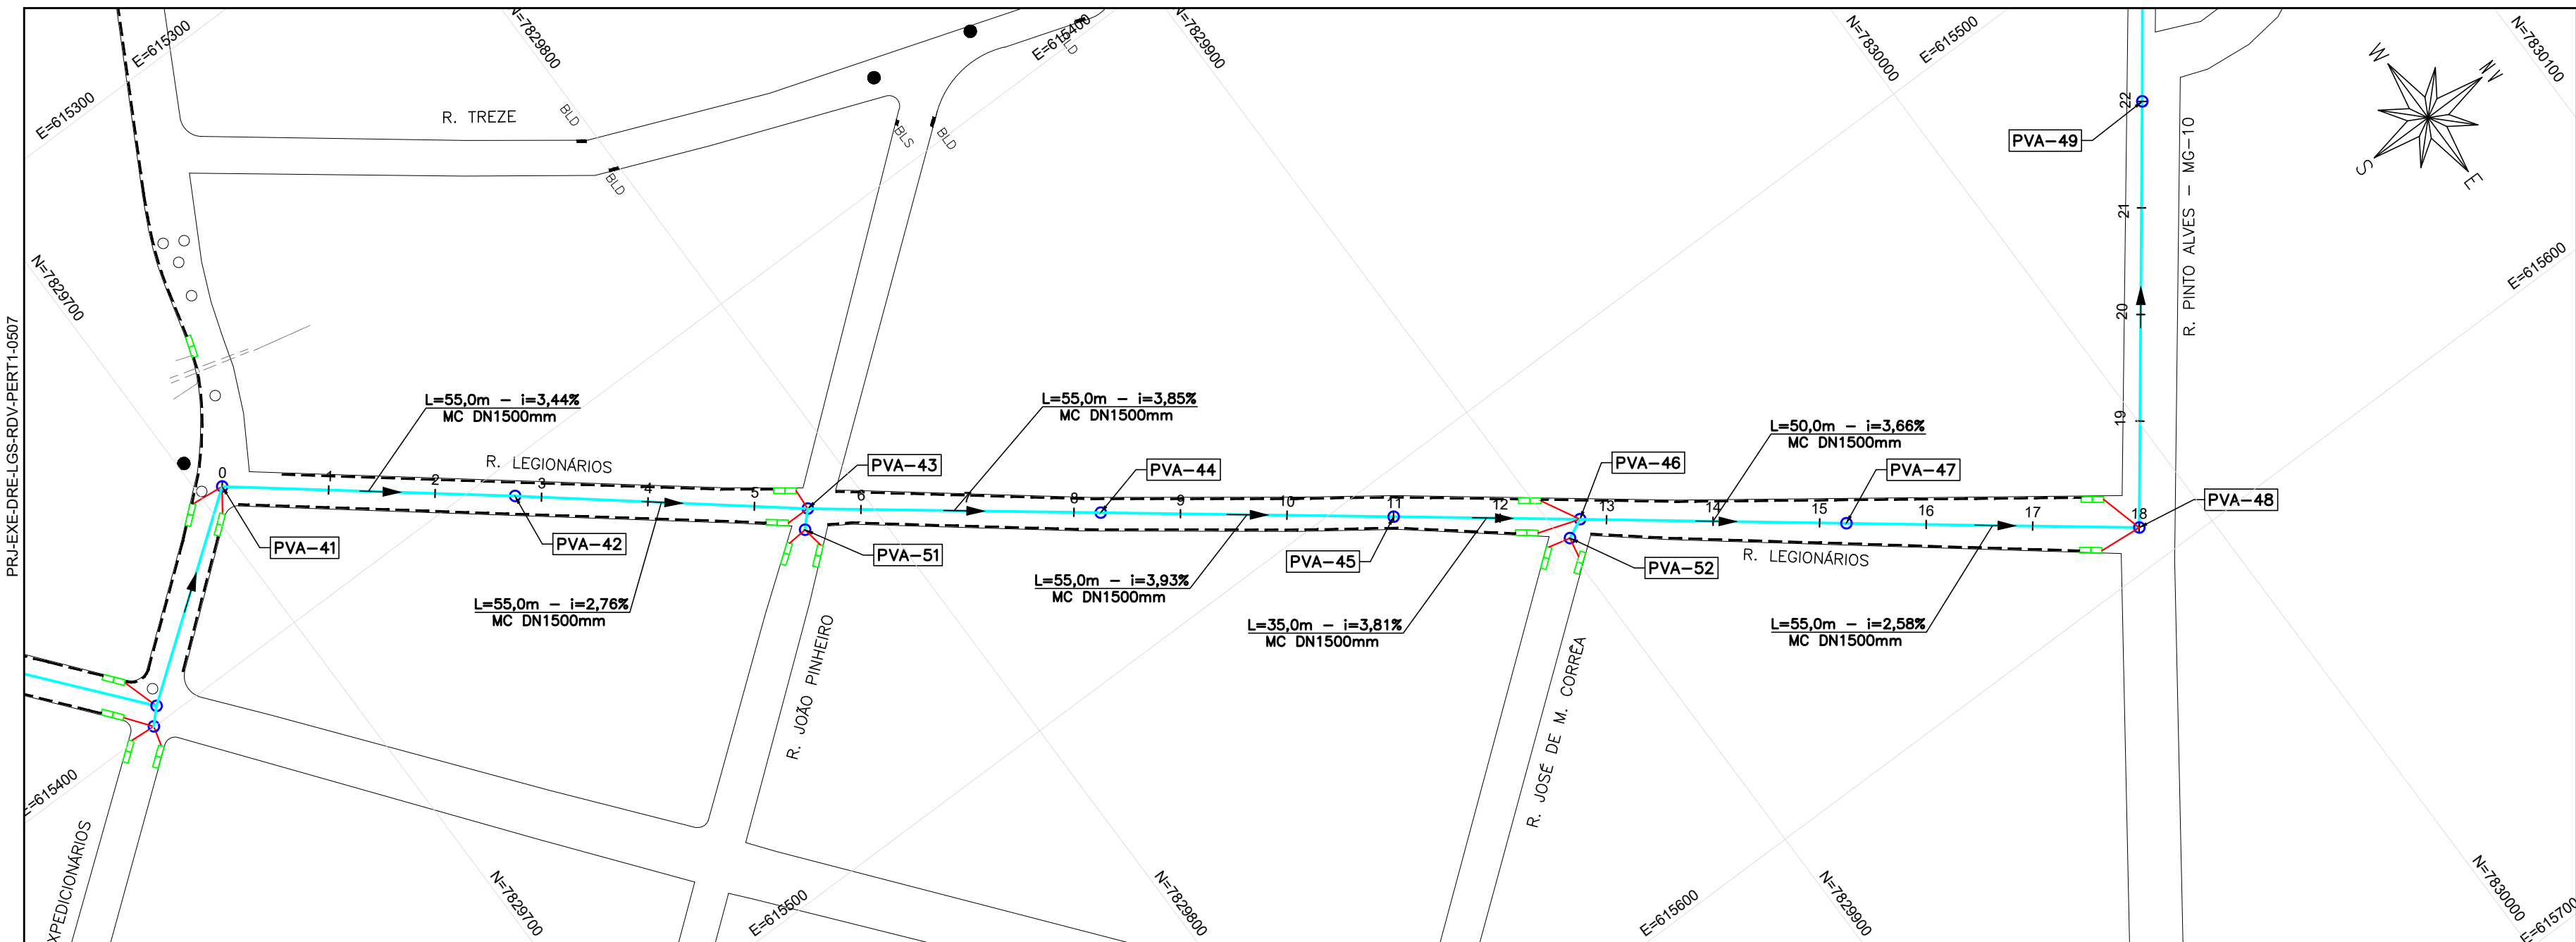 PRJ-EXE-DRE-LGS-RDV-PERT1-0507
E=615300
E=615300
N=7829800
E=615400
N=7829900
N=7830000
E=615500
N=7830100
N=7829700
E=615600
R. TREZE
BLD
BLD
BLD
BLS
BLD
W
NW
S
E
PVA-49
22
21
20
19
R. PINTO ALVES - MG-10
L=55,0m - i=3,44%
MC DN1500mm
L=55,0m - i=3,85%
MC DN1500mm
L=50,0m - i=3,66%
MC DN1500mm
R. LEGIONÁRIOS
PVA-43
PVA-44
PVA-46
PVA-47
PVA-48
0
1
2
3
4
5
6
7
8
9
10
11
12
13
14
15
16
17
18
PVA-41
PVA-42
PVA-51
PVA-45
PVA-52
R. LEGIONÁRIOS
L=55,0m - i=2,76%
MC DN1500mm
L=55,0m - i=3,93%
MC DN1500mm
L=35,0m - i=3,81%
MC DN1500mm
L=55,0m - i=2,58%
MC DN1500mm
R. JOÃO PINHEIRO
R. JOSÉ DE M. CORRÊA
E=615400
XPEDICIONÁRIOS
N=7829700
E=615500
N=7829800
E=615600
N=7829900
N=7830000
E=615700